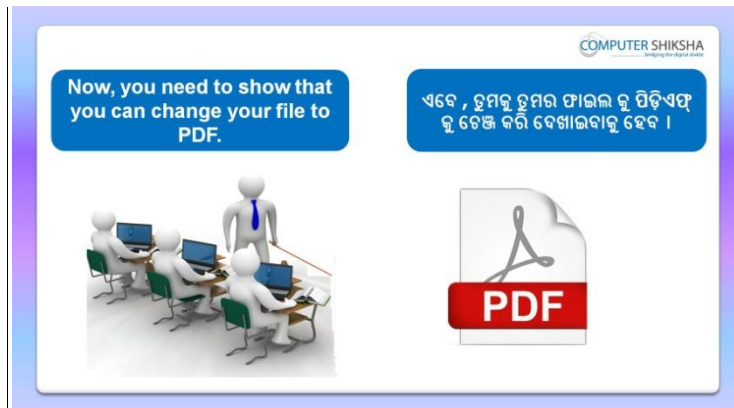 COMPUTER SHIKSHA
bridging the digital divide
Now, you need to show that
you can change your file to
PDF.
ଏବେ , ତୁମକୁ ତୁମର ଫାଇଲ କୁ ପିଡ଼ିଏଫ୍
କୁ ଚେଞ୍ଜ କରି ଦେଖାଇବାକୁ ହେବ ।
PDF